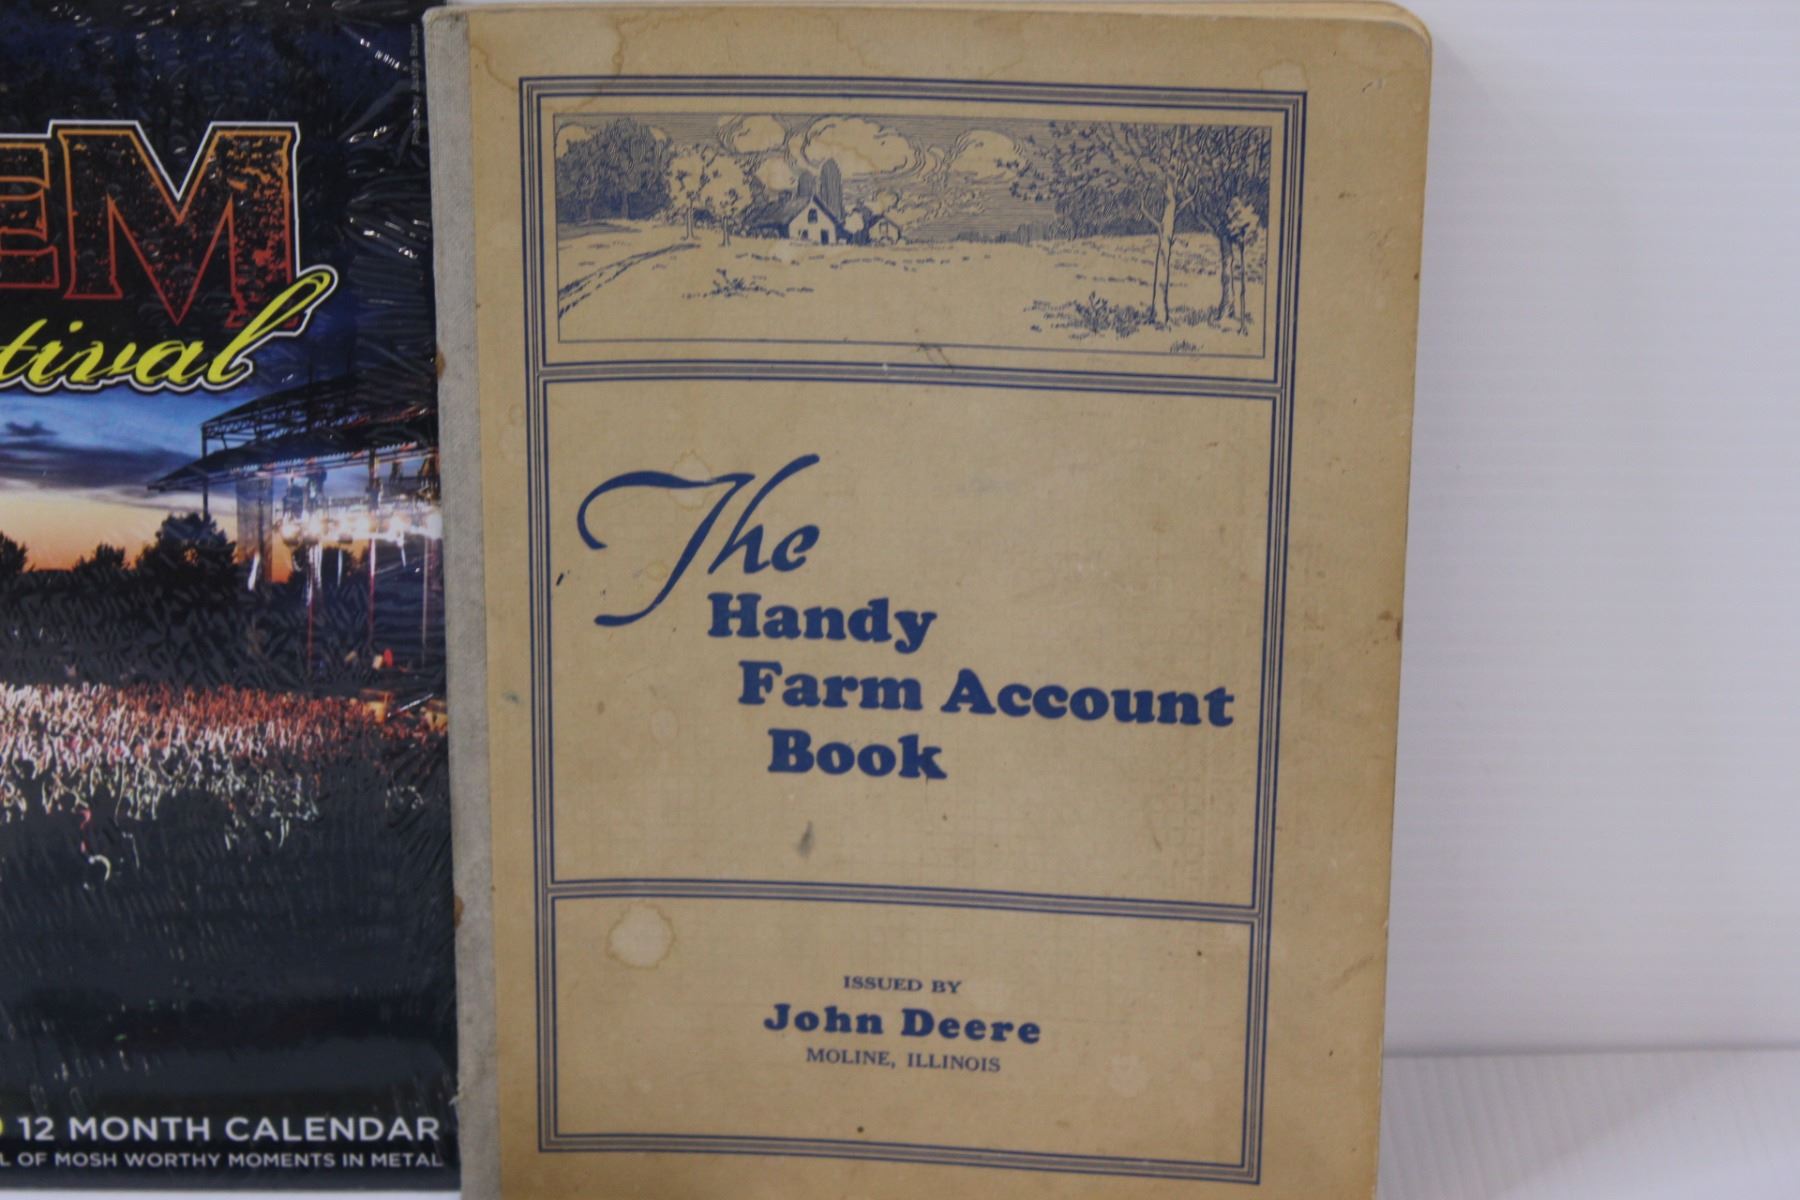 EM
tival
12 MONTH CALENDAR
L OF MOSH WORTHY MOMENTS IN METAL
The
Handy
Farm Account
Book
ISSUED BY
John Deere
MOLINE, ILLINOIS